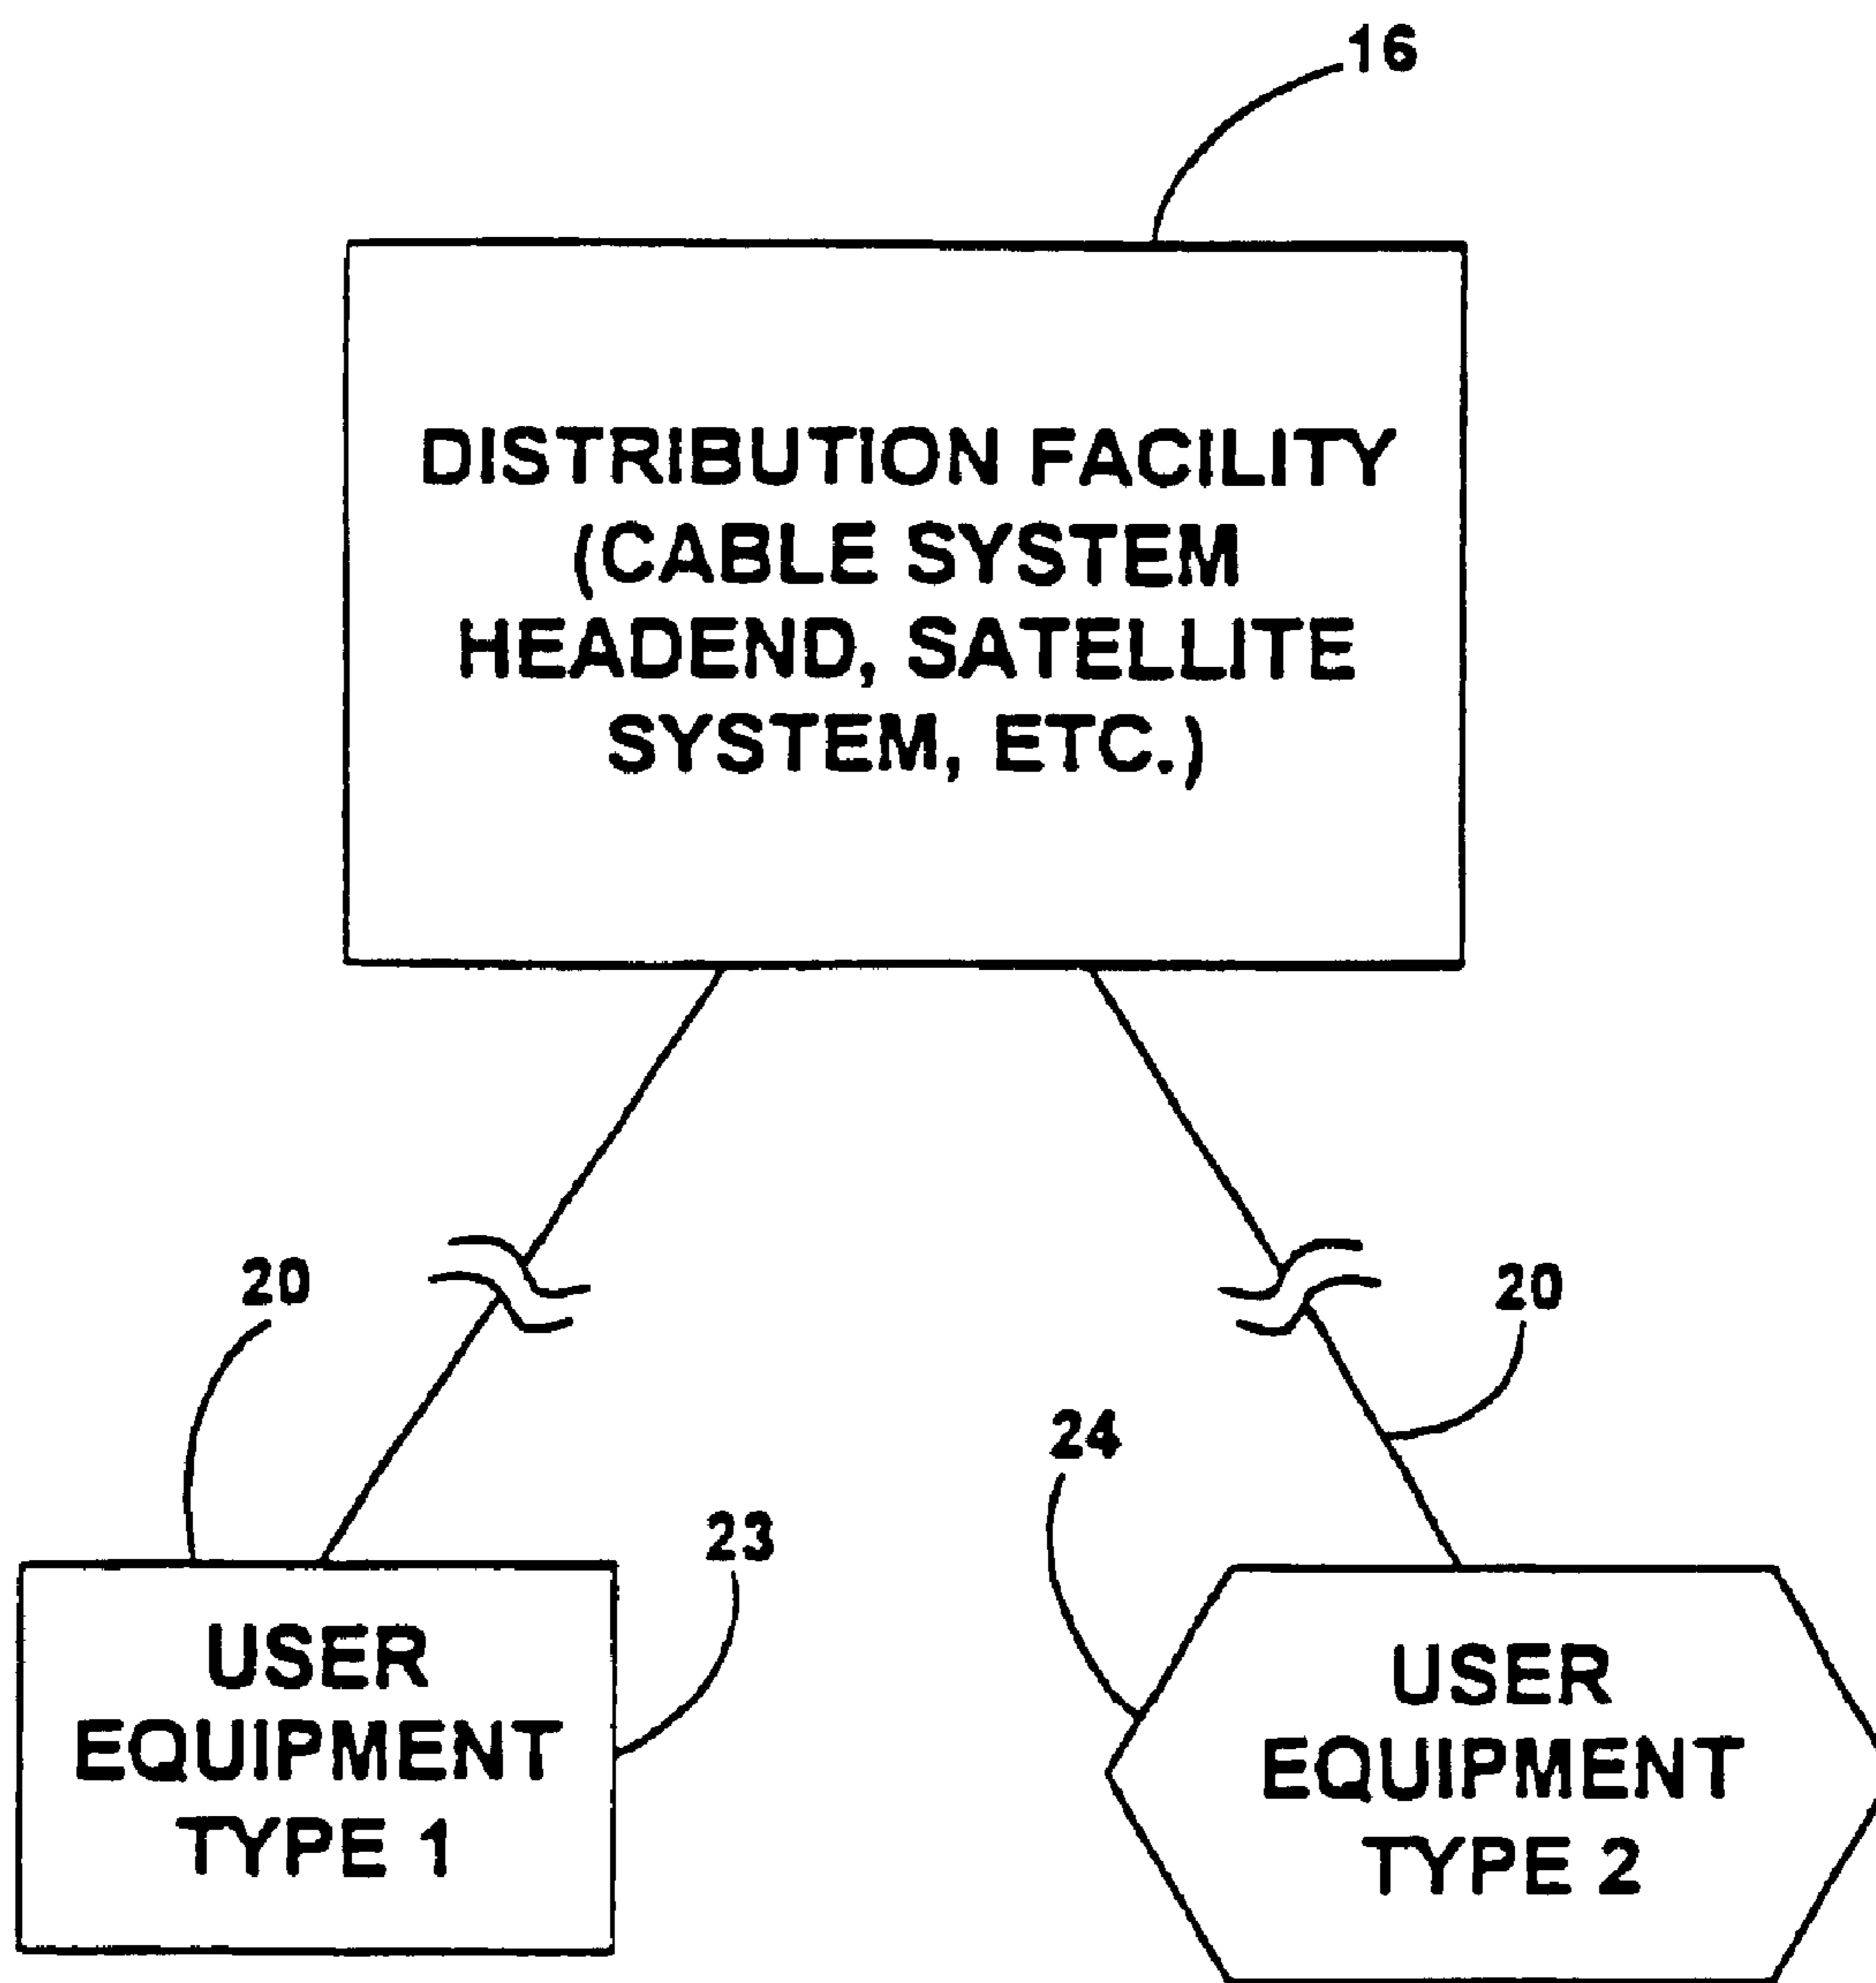 16
DISTRIBUTION FACILITY
(CABLE SYSTEM
HEADEND, SATELLITE
SYSTEM, ETC.)
20
20
24
23
USER
EQUIPMENT
TYPE 1
USER
EQUIPMENT
TYPE 2